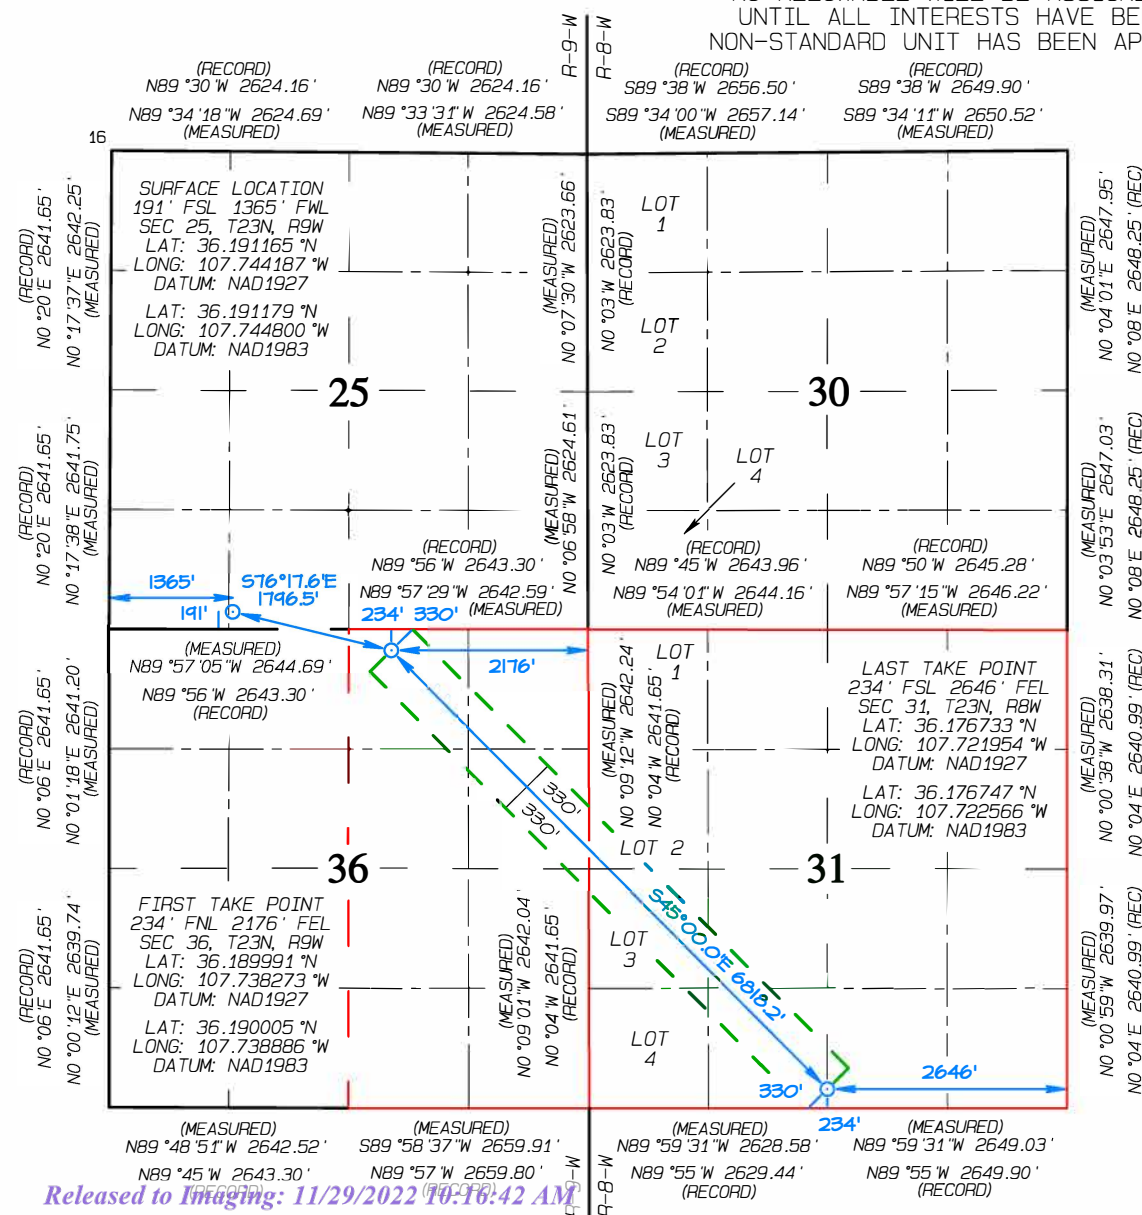 UNTIL ALL INTERESTS HAVE BE
NON-STANDARD UNIT HAS BEEN AP
R-9-W
R-8-W
(RECORD)
N89°30'W 2624.16'
N89°34'18"W 2624.69'
(MEASURED)
(RECORD)
N89°30'W 2624.16'
N89°33'31"W 2624.58'
(MEASURED)
(RECORD)
S89°38'W 2656.50'
S89°34'00"W 2657.14'
(MEASURED)
(RECORD)
S89°38'W 2649.90'
S89°34'11"W 2650.52'
(MEASURED)
16
(RECORD)
N0°20'E 2641.65'
N0°17'37"E 2642.25'
(MEASURED)
SURFACE LOCATION
191' FSL 1365' FWL
SEC 25, T23N, R9W
LAT: 36.191165 °N
LONG: 107.744187 °W
DATUM: NAD1927
LAT: 36.191179 °N
LONG: 107.744800 °W
DATUM: NAD1983
(MEASURED)
N0°07'30"W 2623.66'
N0°03'W 2623.83'
(RECORD)
LOT
1
LOT
2
(MEASURED)
N0°04'01"E 2647.95'
N0°08'E 2648.25' (REC)
25
30
(RECORD)
N0°20'E 2641.65'
N0°17'38"E 2641.75'
(MEASURED)
(MEASURED)
N0°06'58"W 2624.61'
N0°03'W 2623.83'
(RECORD)
LOT
3
LOT
4
(MEASURED)
N0°03'53"E 2647.03'
N0°08'E 2648.25' (REC)
(RECORD)
N89°56'W 2643.30'
N89°57'29"W 2642.59'
(MEASURED)
(RECORD)
N89°45'W 2643.96'
N89°54'01"W 2644.16'
(MEASURED)
(RECORD)
N89°50'W 2645.28'
N89°57'15"W 2646.22'
(MEASURED)
1365'
191'
S76°17.6'E
1796.5'
234' 330'
2176'
(MEASURED)
N89°57'05"W 2644.69'
N89°56'W 2643.30'
(RECORD)
(RECORD)
N0°06'E 2641.65'
N0°01'18"E 2641.20'
(MEASURED)
(MEASURED)
N0°09'12"W 2642.24'
N0°04'W 2641.65'
(RECORD)
LOT
1
LAST TAKE POINT
234' FSL 2646' FEL
SEC 31, T23N, R8W
LAT: 36.176733 °N
LONG: 107.721954 °W
DATUM: NAD1927
LAT: 36.176747 °N
LONG: 107.722566 °W
DATUM: NAD1983
(MEASURED)
N0°00'38"W 2638.31'
N0°04'E 2640.99' (REC)
330'
330'
LOT 2
36
31
FIRST TAKE POINT
234' FNL 2176' FEL
SEC 36, T23N, R9W
LAT: 36.189991 °N
LONG: 107.738273 °W
DATUM: NAD1927
LAT: 36.190005 °N
LONG: 107.738886 °W
DATUM: NAD1983
(RECORD)
N0°06'E 2641.65'
N0°00'12"E 2639.74'
(MEASURED)
(MEASURED)
N0°09'01"W 2642.04'
N0°04'W 2641.65'
(RECORD)
LOT
3
LOT
4
S45°00.0'E 6818.2'
(MEASURED)
N0°00'59"W 2639.97'
N0°04'E 2640.99' (REC)
330'
2646'
234'
(MEASURED)
N89°48'51"W 2642.52'
N89°45'W 2643.30'
(RECORD)
(MEASURED)
S89°58'37"W 2659.91'
N89°57'W 2659.80'
(RECORD)
(MEASURED)
N89°59'31"W 2628.58'
N89°55'W 2629.44'
(RECORD)
(MEASURED)
N89°59'31"W 2649.03'
N89°55'W 2649.90'
(RECORD)
R-9-W
R-8-W
Released to Imaging: 11/29/2022 10:16:42 AM